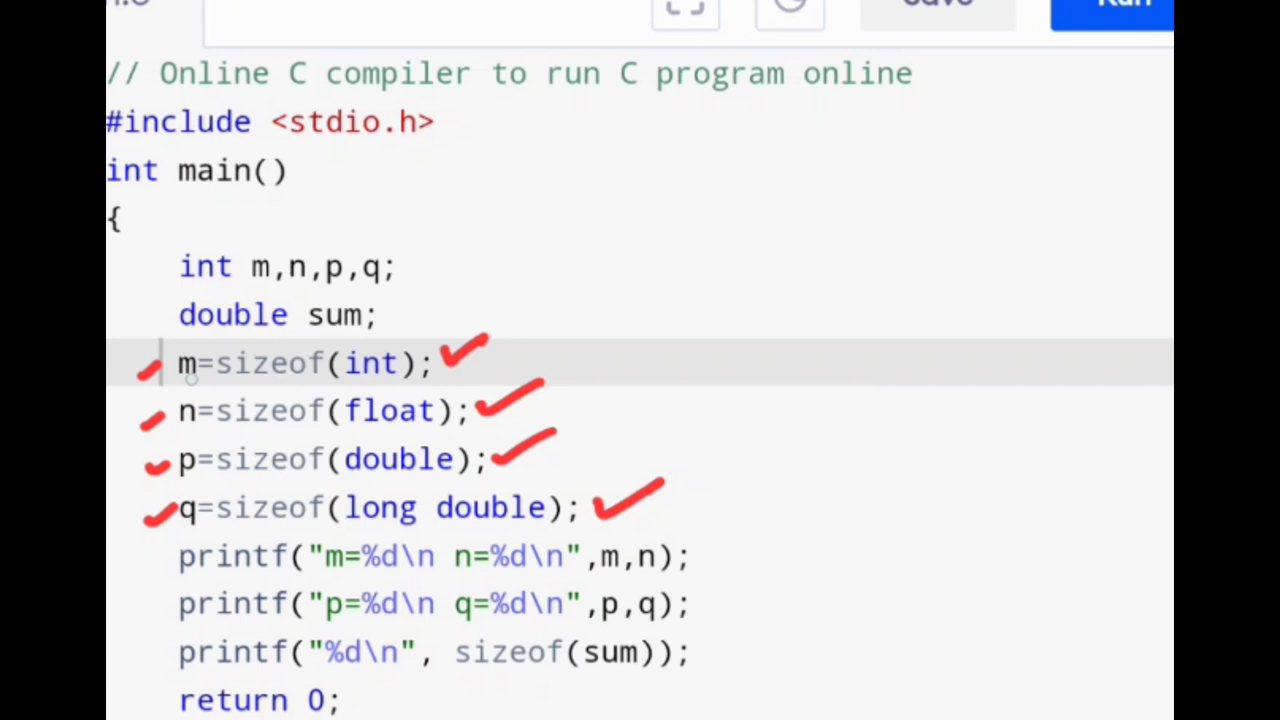 // Online C compiler to run C program online
#include <stdio.h>
int main()
{
    int m,n,p,q;
    double sum;
    m=sizeof(int);
    n=sizeof(float);
    p=sizeof(double);
    q=sizeof(long double);
    printf("m=%d\n n=%d\n",m,n);
    printf("p=%d\n q=%d\n",p,q);
    printf("%d\n", sizeof(sum));
    return 0;